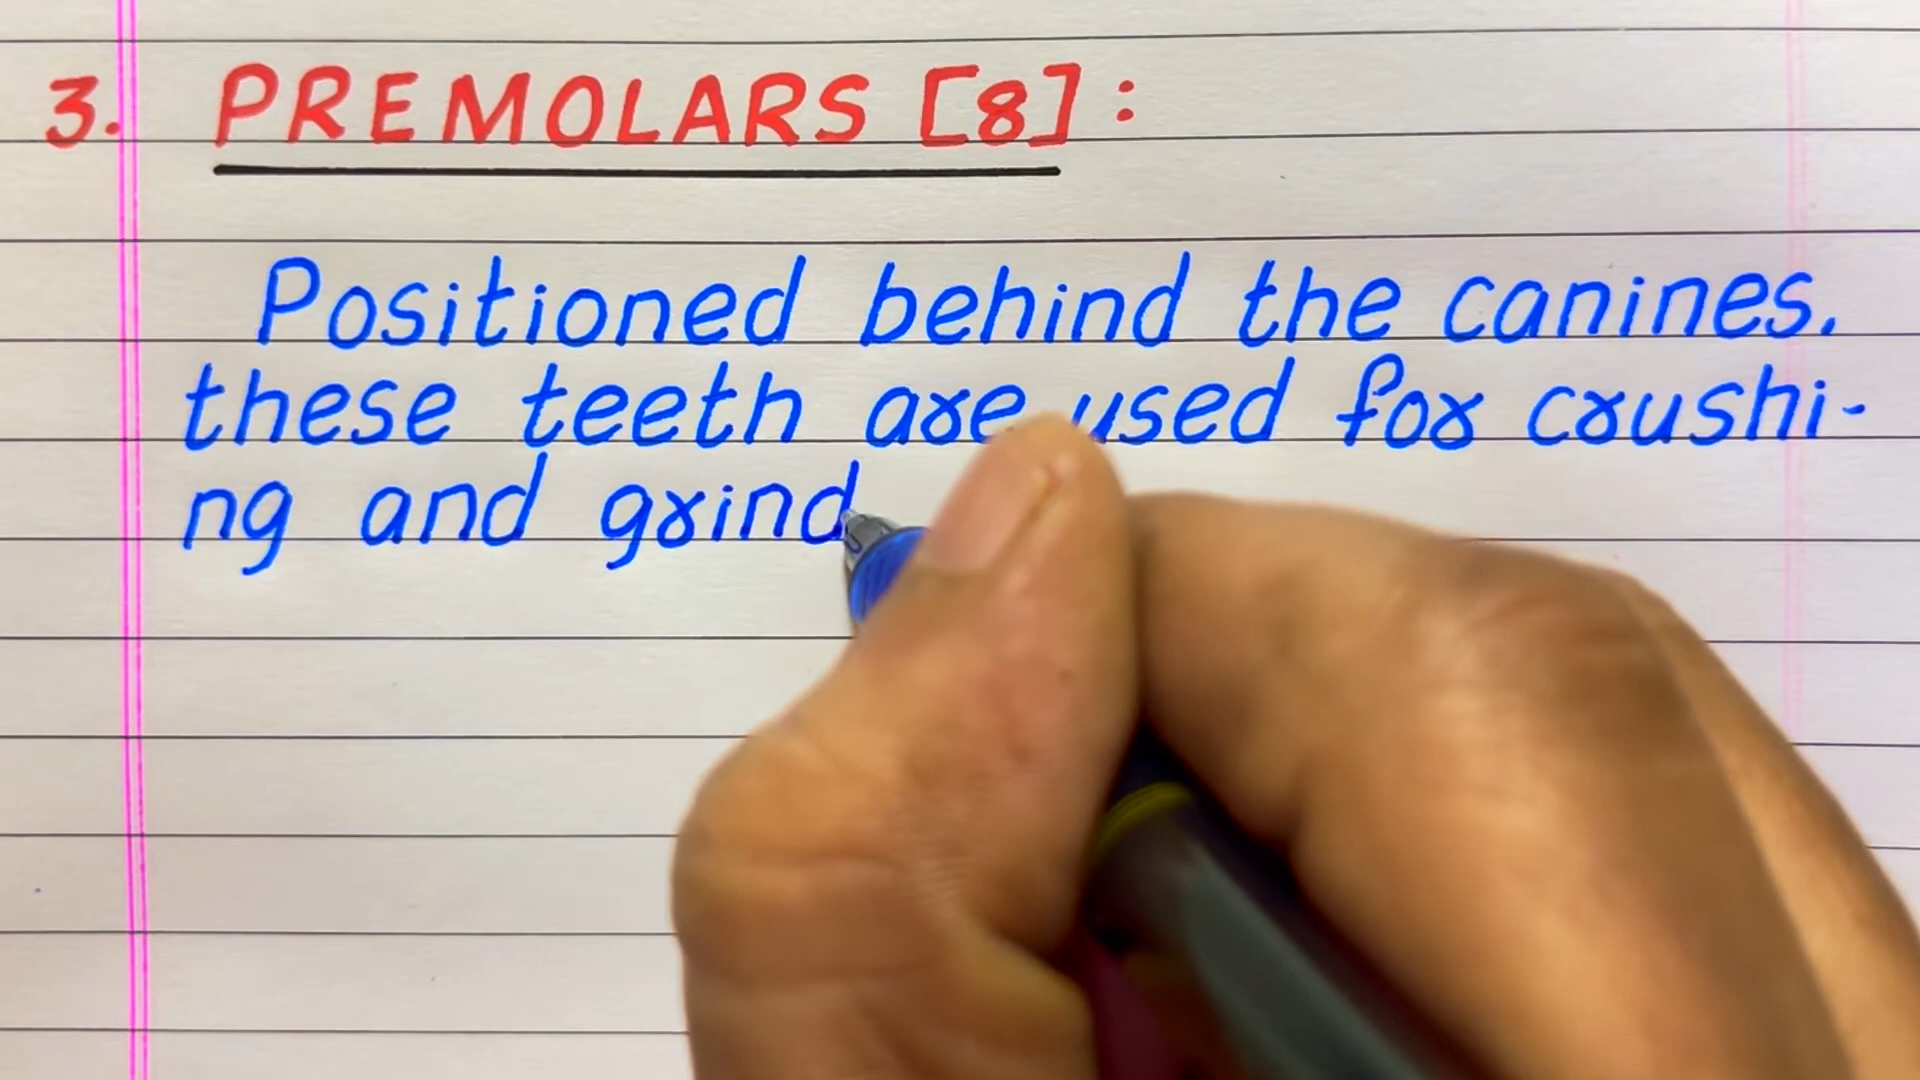 3. PREMOLARS [8]:
Positioned behind the canines.
these teeth are used for crushi-
ng and grind